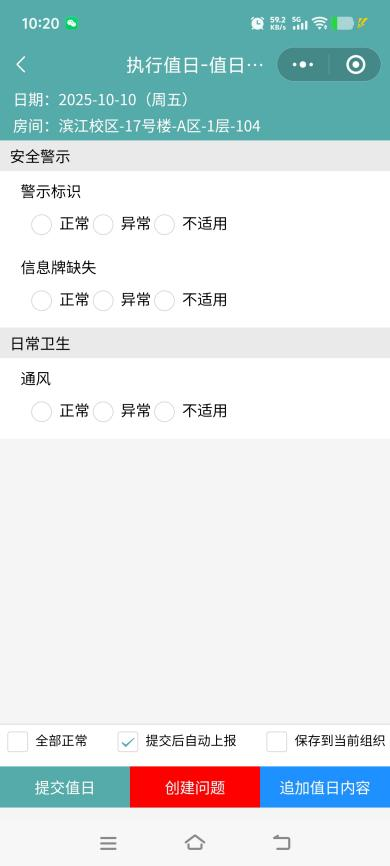 10:20 59.2 KB/s 5G
执行值日-值日…
日期：2025-10-10（周五）
房间：滨江校区-17号楼-A区-1层-104
安全警示
警示标识
正常 异常 不适用
信息牌缺失
正常 异常 不适用
日常卫生
通风
正常 异常 不适用
全部正常 提交后自动上报 保存到当前组织
提交值日 创建问题 追加值日内容